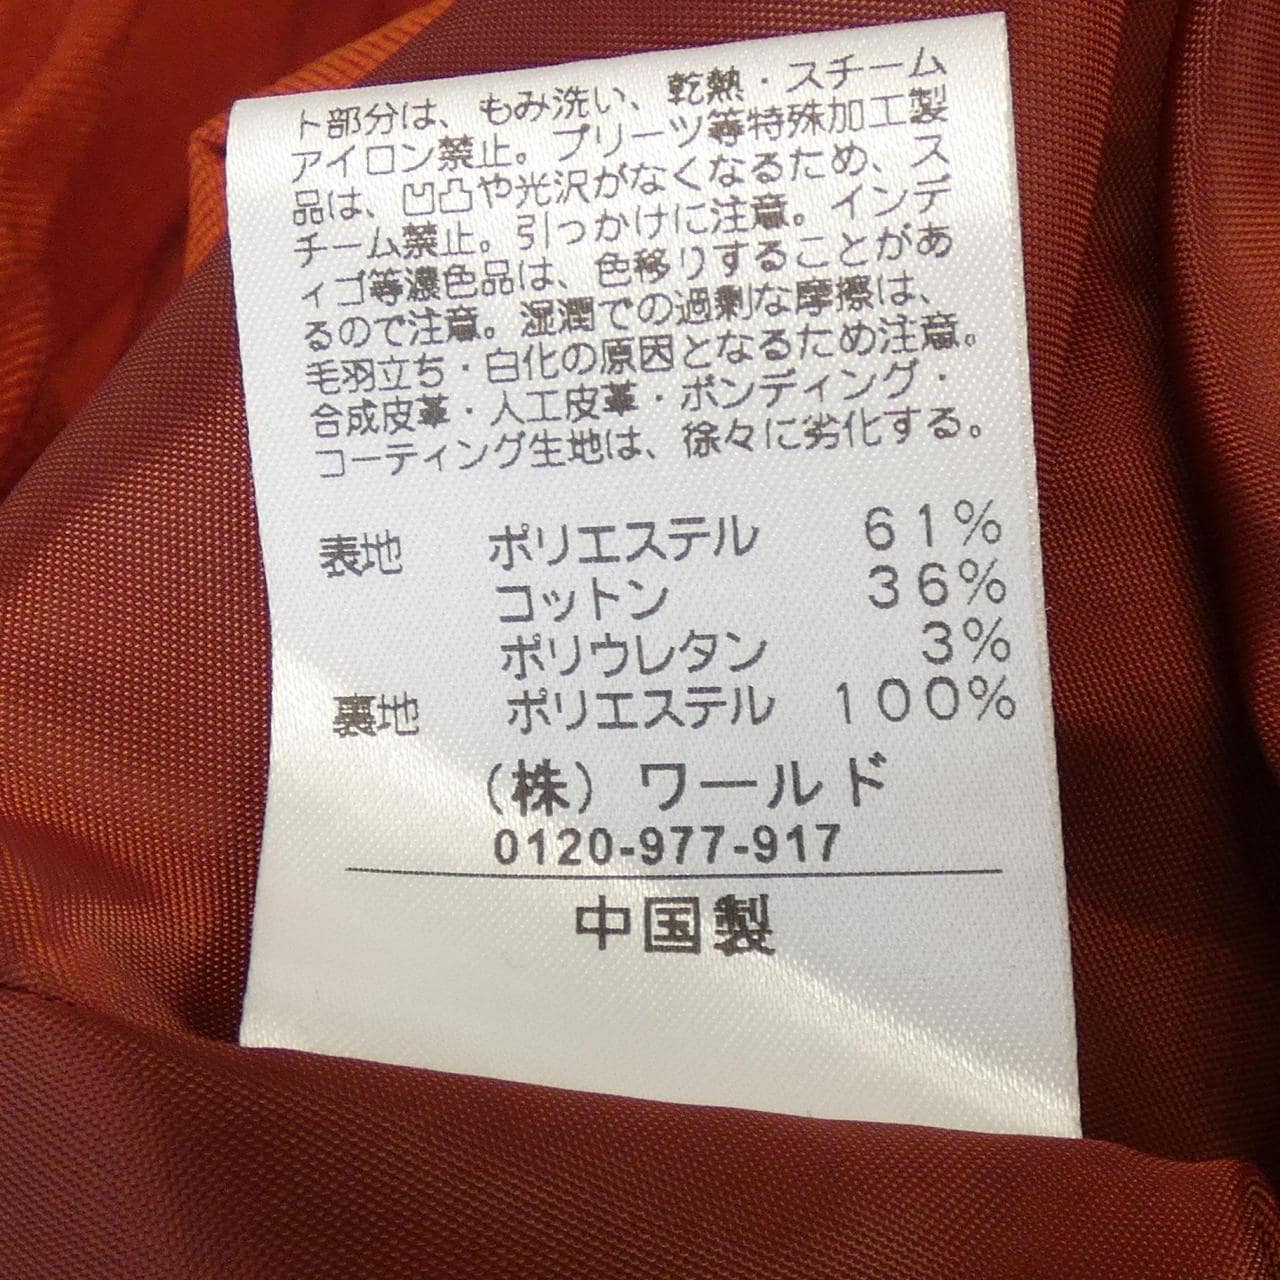 ト部分は、もみ洗い、乾熱・スチーム
アイロン禁止。プリーツ等特殊加工製
品は、凹凸や光沢がなくなるため、ス
チーム禁止。引っかけに注意。インデ
ィゴ等濃色品は、色移りすることがあ
るので注意。湿潤での過剰な摩擦は、
毛羽立ち・白化の原因となるため注意。
合成皮革・人工皮革・ボンディング・
コーティング生地は、徐々に劣化する。
表地 ポリエステル 61%
コットン 36%
ポリウレタン 3%
裏地 ポリエステル 100%
(株) ワールド
0120-977-917
中国製